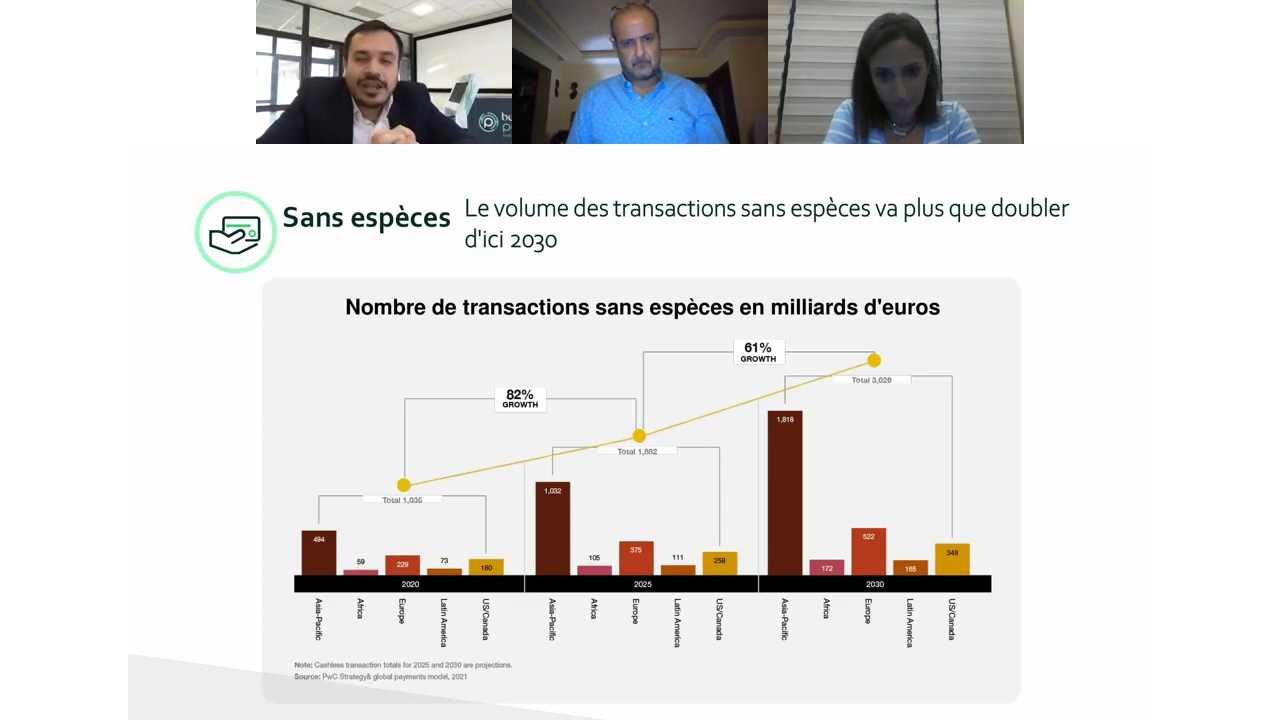 Sans espèces
Le volume des transactions sans espèces va plus que doubler
d'ici 2030
Nombre de transactions sans espèces en milliards d'euros
61%
GROWTH
Total 3,026
82%
GROWTH
1,818
Total 1,882
1,032
Total 1,035
494
59
229
73
180
105
375
111
258
172
522
165
349
2020
2025
2030
Asia-Pacific
Africa
Europe
Latin America
US/Canada
Asia-Pacific
Africa
Europe
Latin America
US/Canada
Asia-Pacific
Africa
Europe
Latin America
US/Canada
Note: Cashless transaction totals for 2025 and 2030 are projections.
Source: PwC Strategy& global payments model, 2021